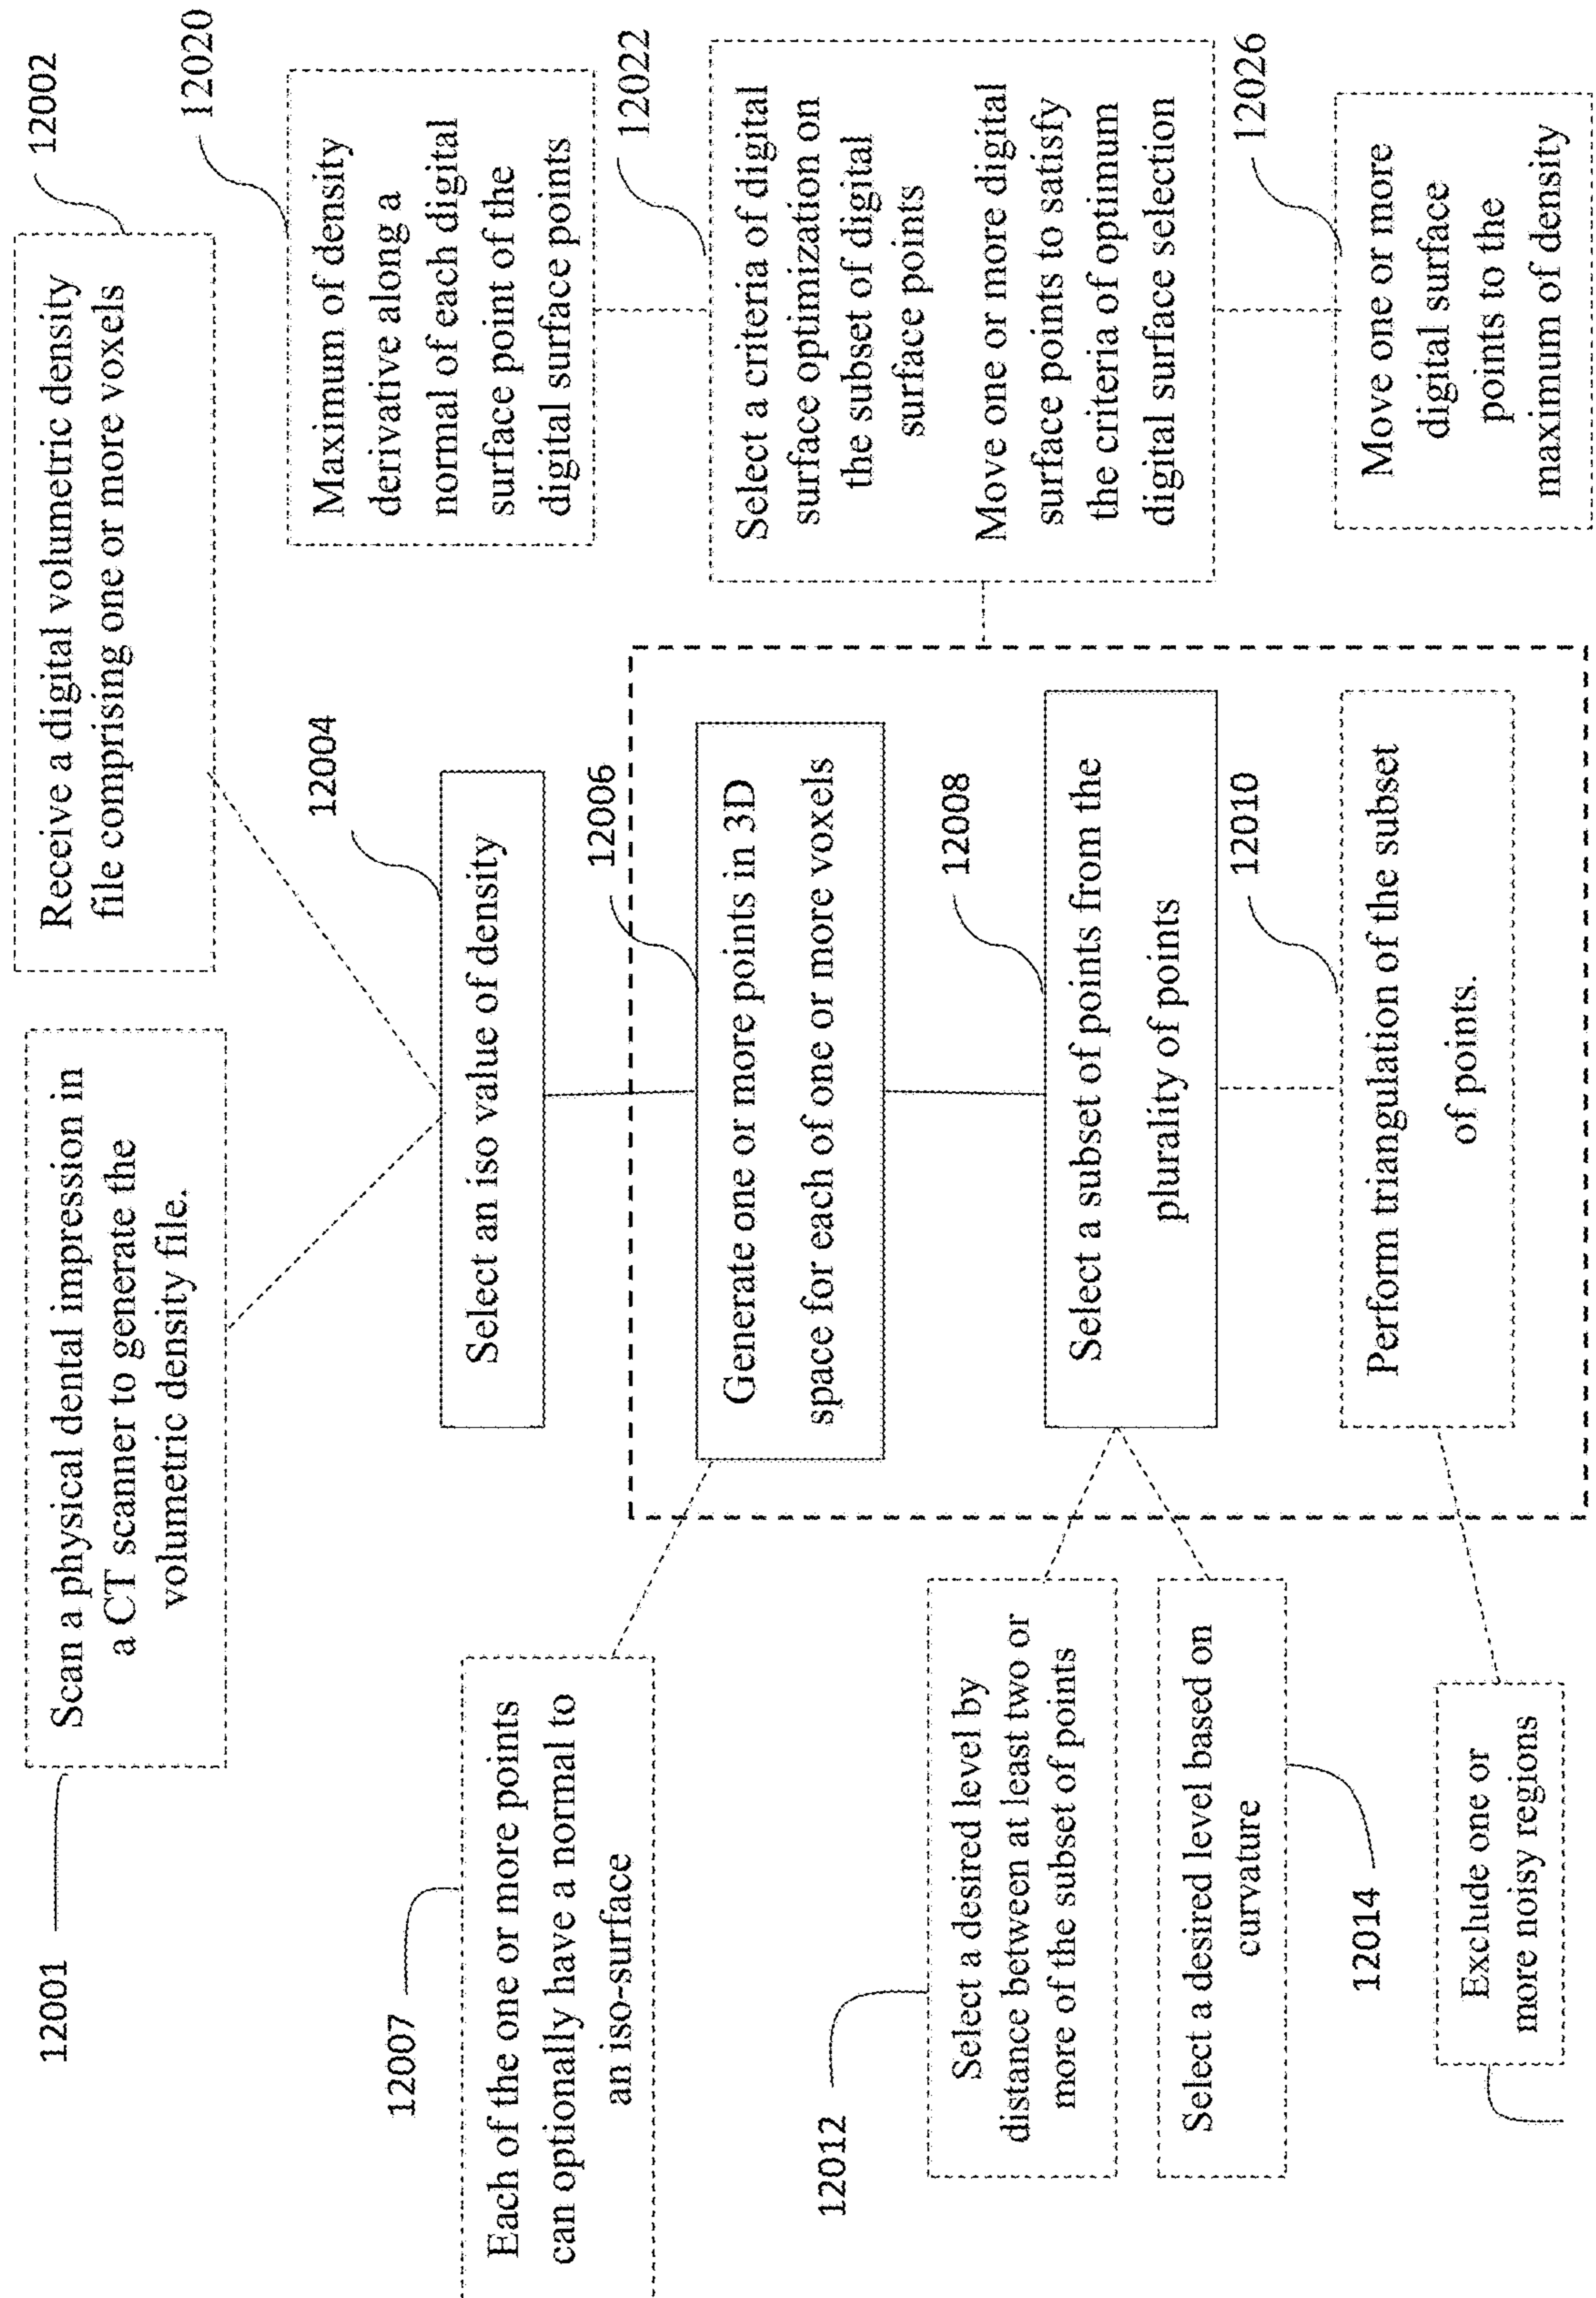 12001
Scan a physical dental impression in
a CT scanner to generate the
volumetric density file.
Receive a digital volumetric density
file comprising one or more voxels
12002
12004
Select an iso value of density
12007
Each of the one or more points
can optionally have a normal to
an iso-surface
12006
Generate one or more points in 3D
space for each of one or more voxels
12020
Maximum of density
derivative along a
normal of each digital
surface point of the
digital surface points
12012
Select a desired level by
distance between at least two or
more of the subset of points
Select a desired level based on
curvature
12014
12008
Select a subset of points from the
plurality of points
12022
Select a criteria of digital
surface optimization on
the subset of digital
surface points
Move one or more digital
surface points to satisfy
the criteria of optimum
digital surface selection
Exclude one or
more noisy regions
12010
Perform triangulation of the subset
of points.
12026
Move one or more
digital surface
points to the
maximum of density